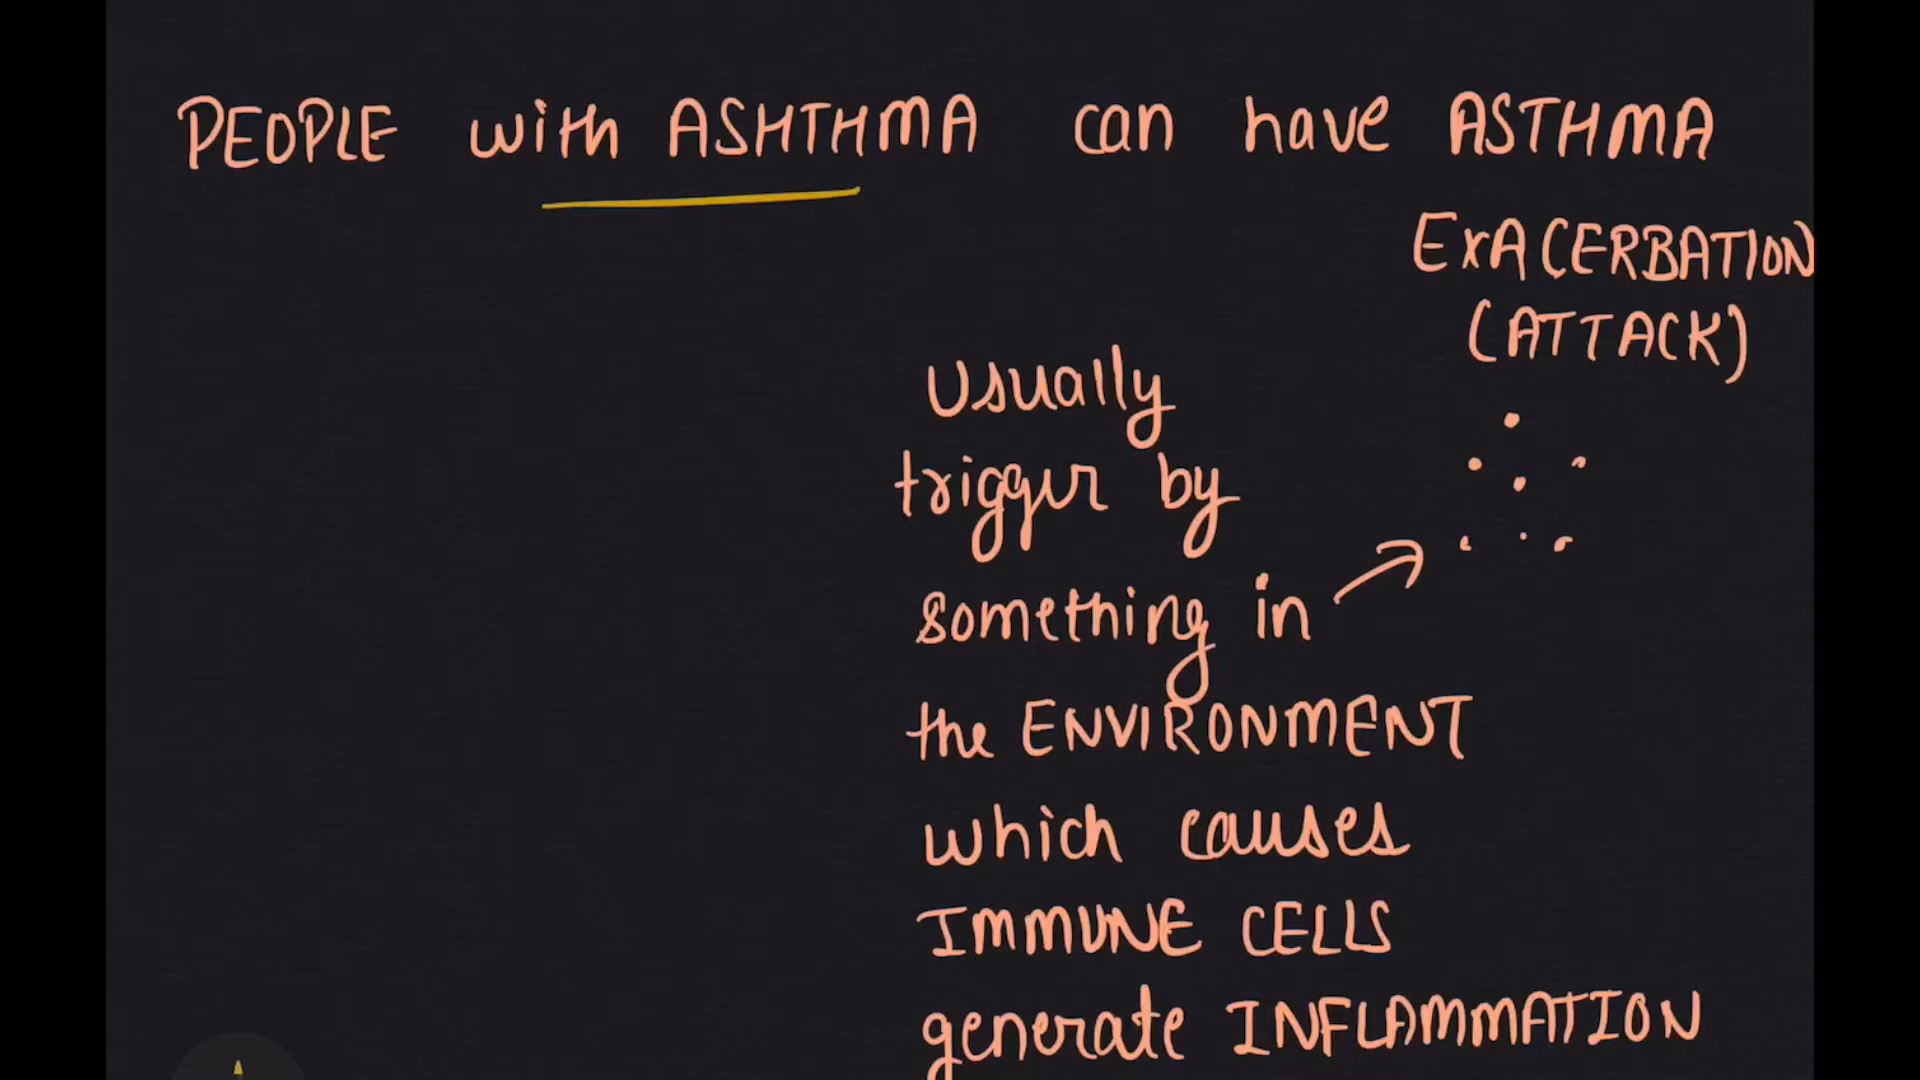 PEOPLE with ASHTHMA can have ASTHMA
EXACERBATION
(ATTACK)
Usually
trigger by
something in
the ENVIRONMENT
which causes
IMMUNE CELLS
generate INFLAMMATION